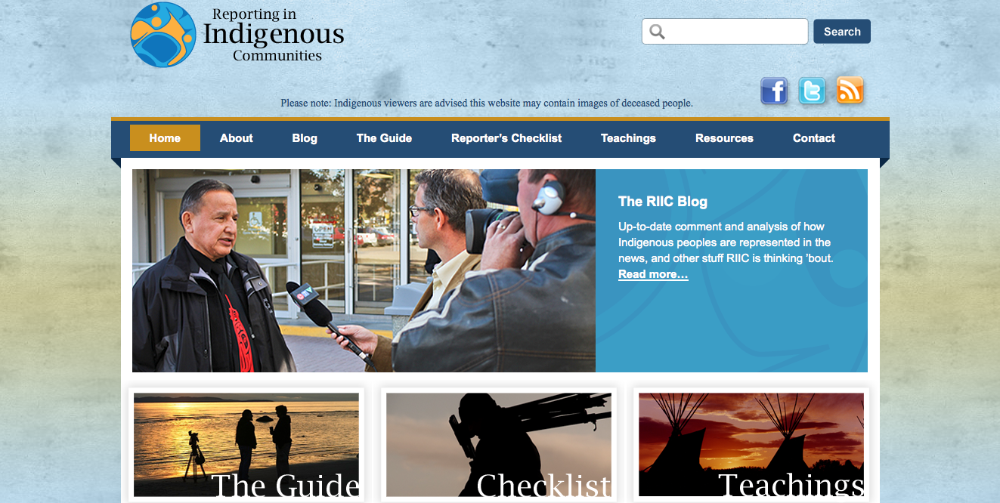 Reporting in
Indigenous
Communities
Search
Please note: Indigenous viewers are advised this website may contain images of deceased people.
Home About Blog The Guide Reporter's Checklist Teachings Resources Contact
OPEN
CTV
The RIIC Blog
Up-to-date comment and analysis of how
Indigenous peoples are represented in the
news, and other stuff RIIC is thinking ’bout.
Read more…
The Guide
Checklist
Teachings